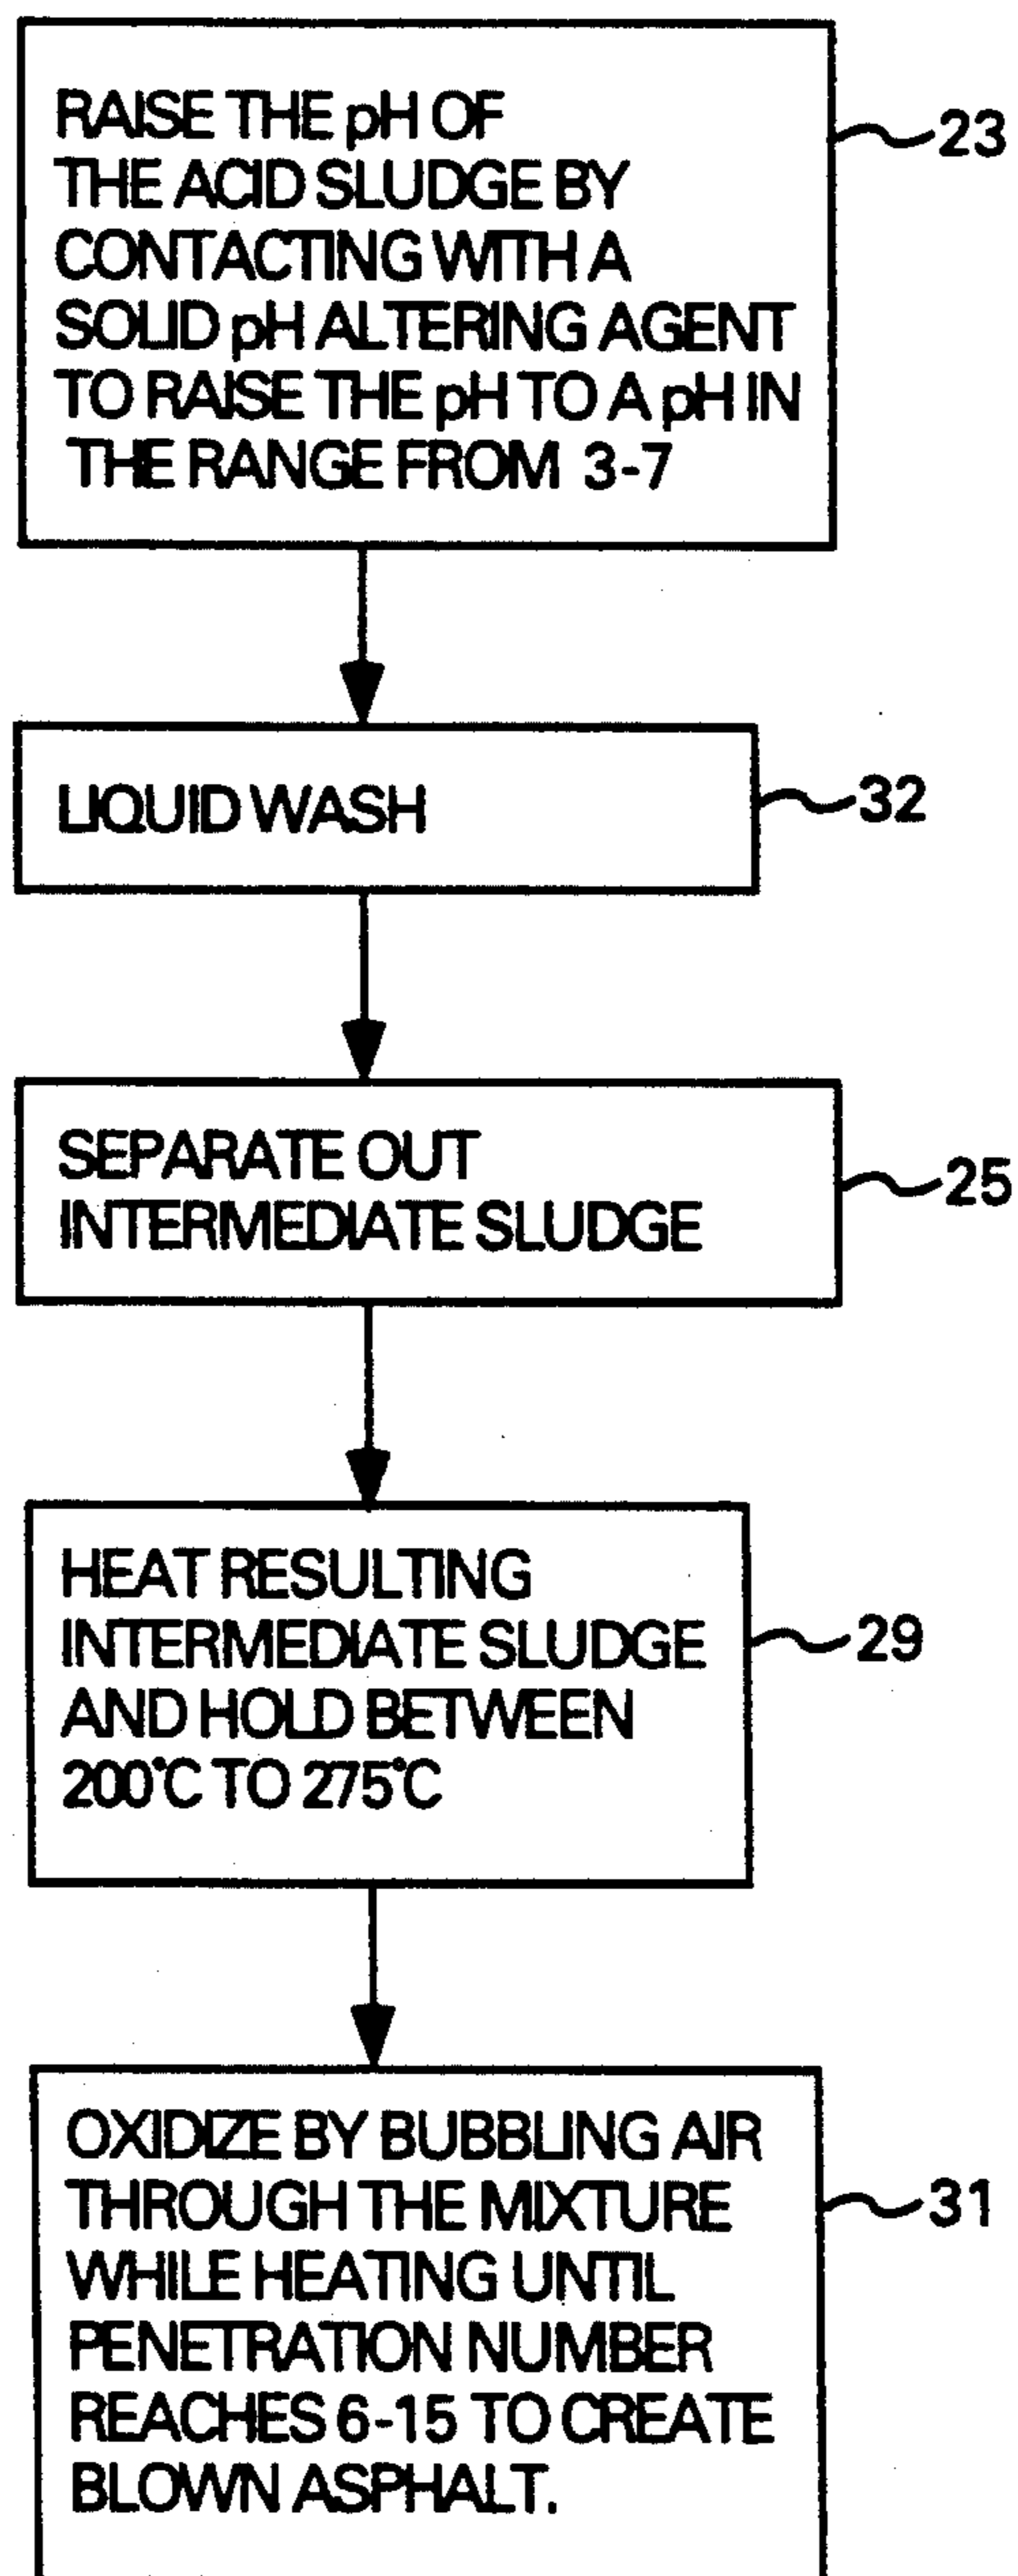 RAISE THE pH OF
THE ACID SLUDGE BY
CONTACTING WITH A
SOLID pH ALTERING AGENT
TO RAISE THE pH TO A pH IN
THE RANGE FROM 3-7
23
LIQUID WASH
32
SEPARATE OUT
INTERMEDIATE SLUDGE
25
HEAT RESULTING
INTERMEDIATE SLUDGE
AND HOLD BETWEEN
200°C TO 275°C
29
OXIDIZE BY BUBBLING AIR
THROUGH THE MIXTURE
WHILE HEATING UNTIL
PENETRATION NUMBER
REACHES 6-15 TO CREATE
BLOWN ASPHALT.
31